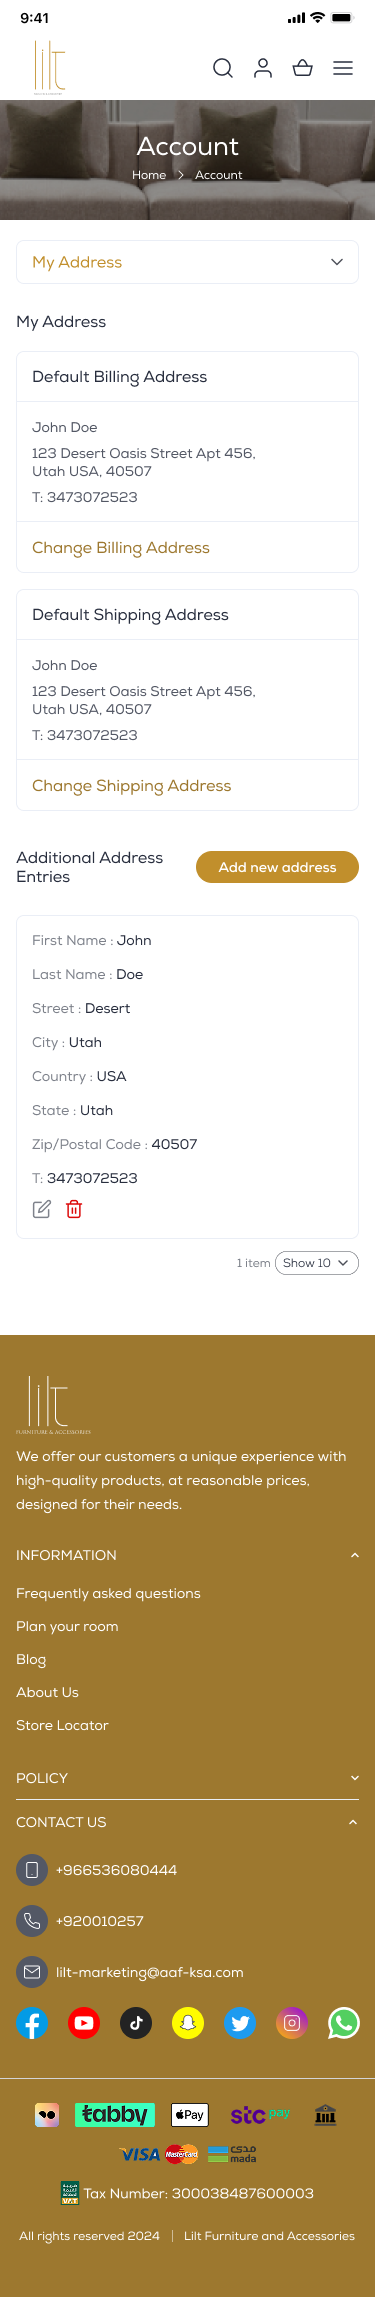 9:41
lilt
Account
Home > Account
My Address
My Address
Default Billing Address
John Doe
123 Desert Oasis Street Apt 456,
Utah USA, 40507
T: 3473072523
Change Billing Address
Default Shipping Address
John Doe
123 Desert Oasis Street Apt 456,
Utah USA, 40507
T: 3473072523
Change Shipping Address
Additional Address
Entries
Add new address
First Name : John
Last Name : Doe
Street : Desert
City : Utah
Country : USA
State : Utah
Zip/Postal Code : 40507
T: 3473072523
1 item
Show 10
lilt
FURNITURE & ACCESSORIES
We offer our customers a unique experience with
high-quality products, at reasonable prices,
designed for their needs.
INFORMATION
Frequently asked questions
Plan your room
Blog
About Us
Store Locator
POLICY
CONTACT US
+966536080444
+920010257
lilt-marketing@aaf-ksa.com
tabby
Pay
stc pay
VISA
MasterCard
مدى
mada
VAT
Tax Number: 300038487600003
All rights reserved 2024 | Lilt Furniture and Accessories